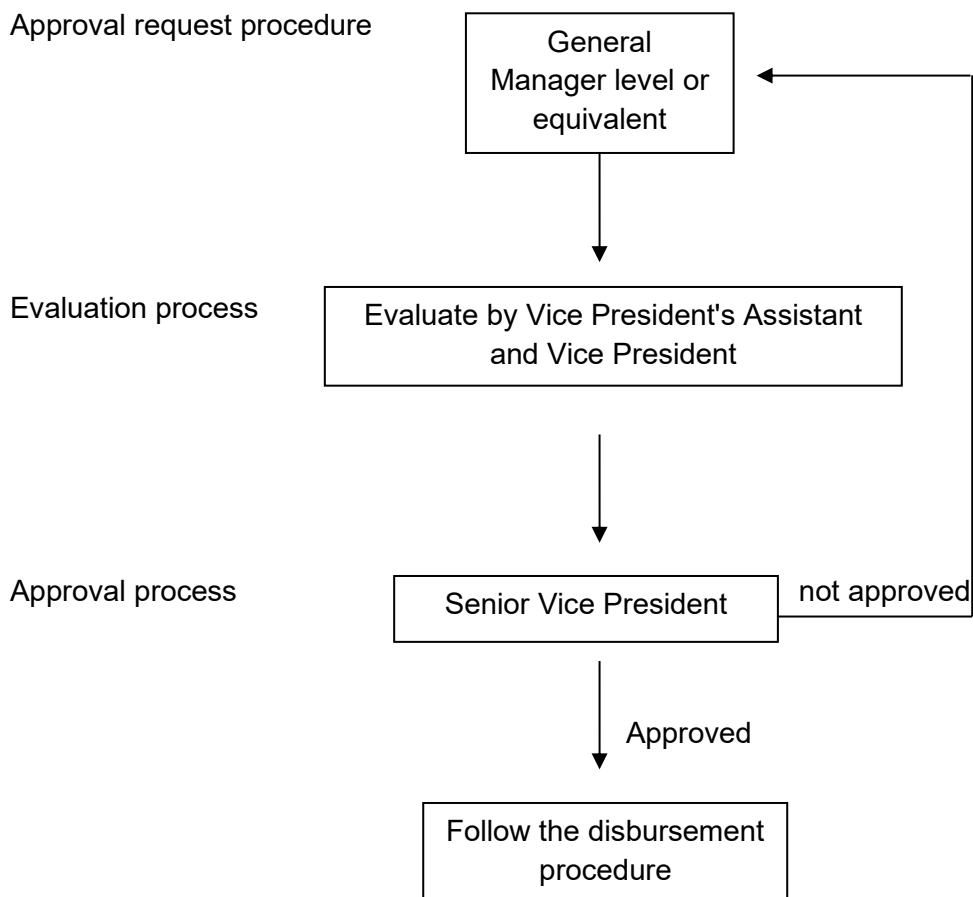 Approval request procedure
General
Manager level or
equivalent
Evaluation process
Evaluate by Vice President's Assistant
and Vice President
Approval process
Senior Vice President
not approved
Approved
Follow the disbursement
procedure